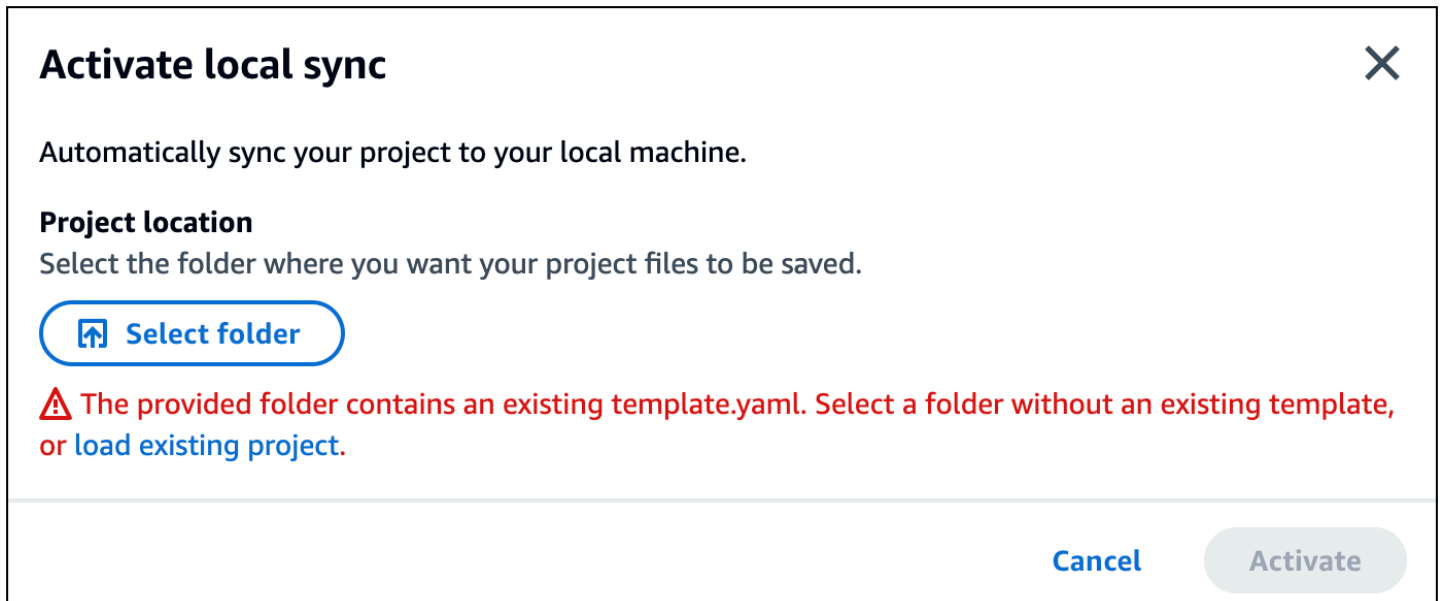 Activate local sync
Automatically sync your project to your local machine.
Project location
Select the folder where you want your project files to be saved.
Select folder
The provided folder contains an existing template.yaml. Select a folder without an existing template,
or load existing project.
Cancel
Activate